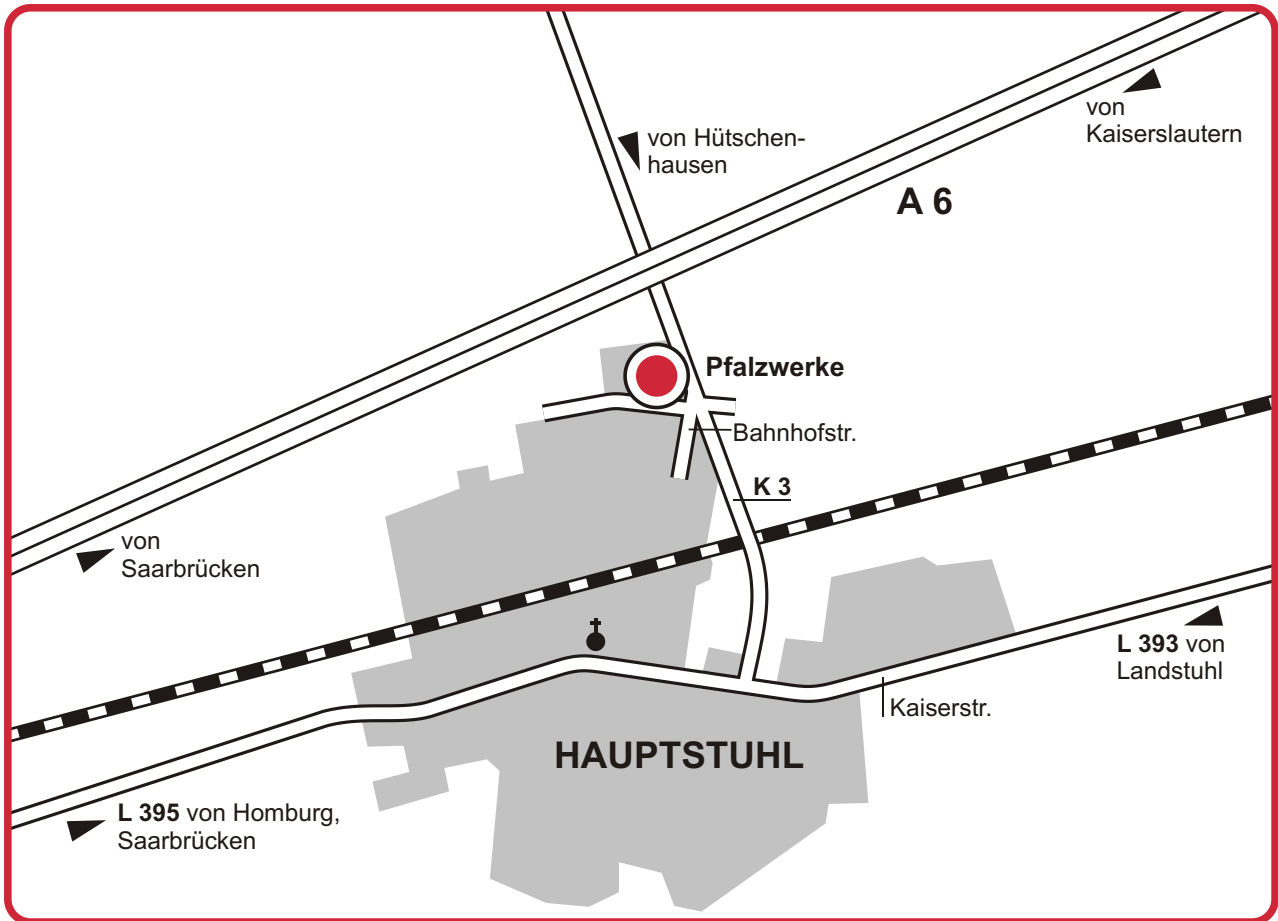 von
Kaiserslautern
von Hütschen-
hausen
A 6
Pfalzwerke
Bahnhofstr.
K 3
von
Saarbrücken
L 393 von
Landstuhl
Kaiserstr.
HAUPTSTUHL
L 395 von Homburg,
Saarbrücken